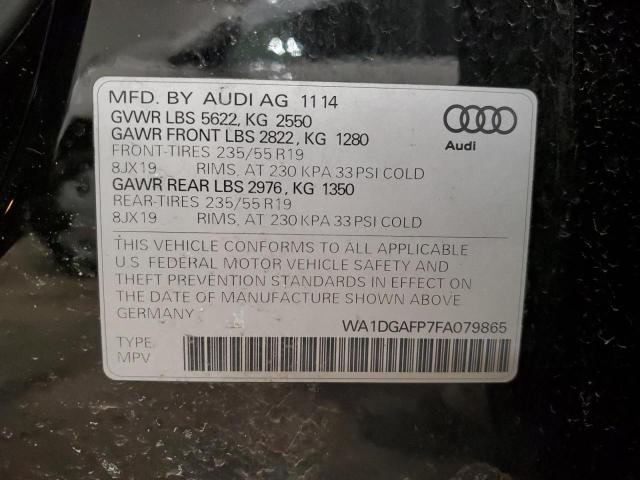 MFD. BY AUDI AG 11 14
GVWR LBS 5622, KG 2550
GAWR FRONT LBS 2822, KG 1280
FRONT-TIRES 235/55 R19
8JX19 RIMS, AT 230 KPA 33 PSI COLD
GAWR REAR LBS 2976, KG 1350
REAR-TIRES 235/55 R19
8JX19 RIMS, AT 230 KPA 33 PSI COLD
Audi
THIS VEHICLE CONFORMS TO ALL APPLICABLE
U.S. FEDERAL MOTOR VEHICLE SAFETY AND
THEFT PREVENTION STANDARDS IN EFFECT ON
THE DATE OF MANUFACTURE SHOWN ABOVE
GERMANY
WA1DGAFP7FA079865
TYPE:
MPV